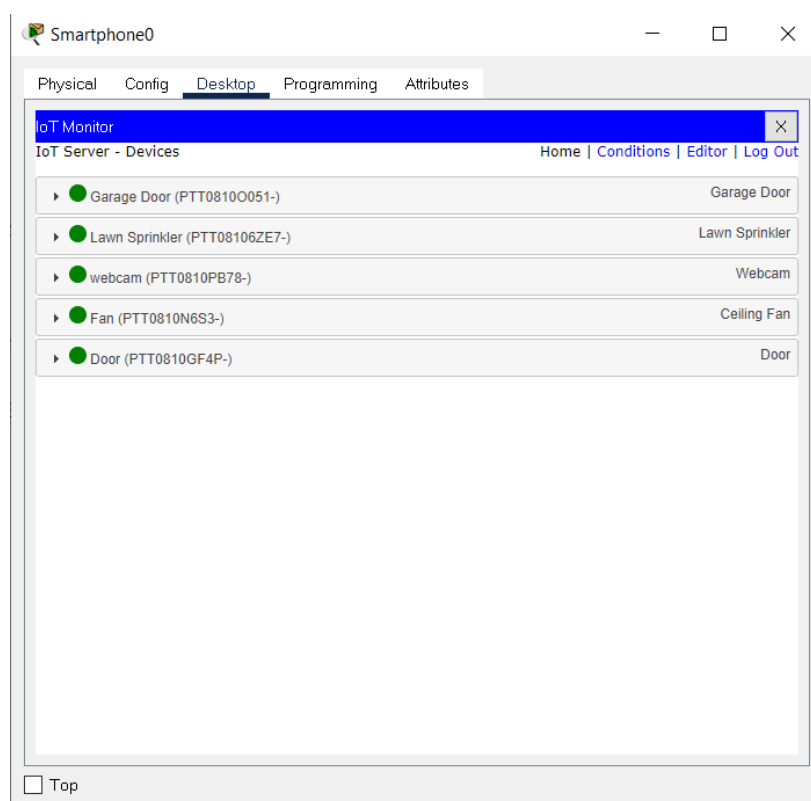 Smartphone0
Physical Config Desktop Programming Attributes
IoT Monitor X
IoT Server - Devices Home | Conditions | Editor | Log Out
Garage Door (PTT0810O051-) Garage Door
Lawn Sprinkler (PTT08106ZE7-) Lawn Sprinkler
webcam (PTT0810PB78-) Webcam
Fan (PTT0810N6S3-) Ceiling Fan
Door (PTT0810GF4P-) Door
Top